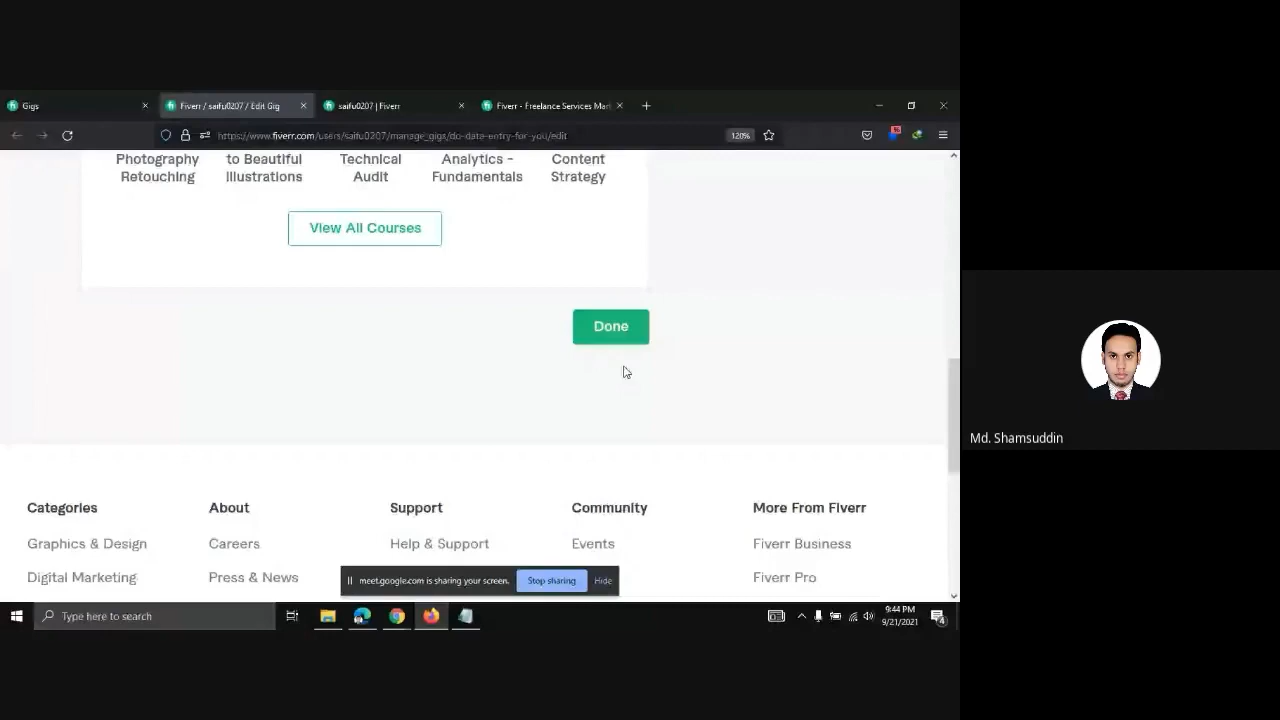 Gigs
Fiverr / saifu0207 / Edit Gig
saifu0207 | Fiverr
Fiverr - Freelance Services Mar
https://www.fiverr.com/users/saifu0207/manage_gigs/do-data-entry-for-you/edit
120%
Photography Retouching
to Beautiful Illustrations
Technical Audit
Analytics - Fundamentals
Content Strategy
View All Courses
Done
Md. Shamsuddin
Categories
About
Support
Community
More From Fiverr
Graphics & Design
Careers
Help & Support
Events
Fiverr Business
Digital Marketing
Press & News
Fiverr Pro
meet.google.com is sharing your screen.
Stop sharing
Hide
Type here to search
9:44 PM
9/21/2021
4